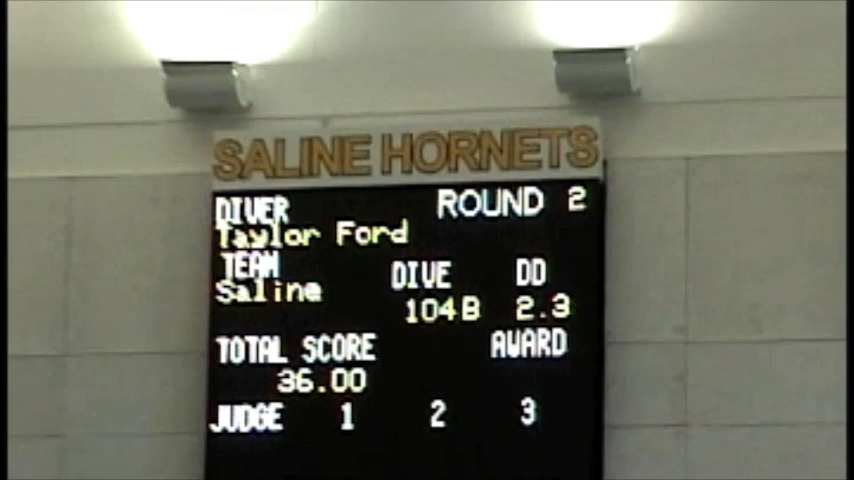 SALINE HORNETS
DIVER ROUND 2
Taylor Ford
TEAM DIVE DD
Saline 104B 2.3
TOTAL SCORE AWARD
36.00
JUDGE 1 2 3